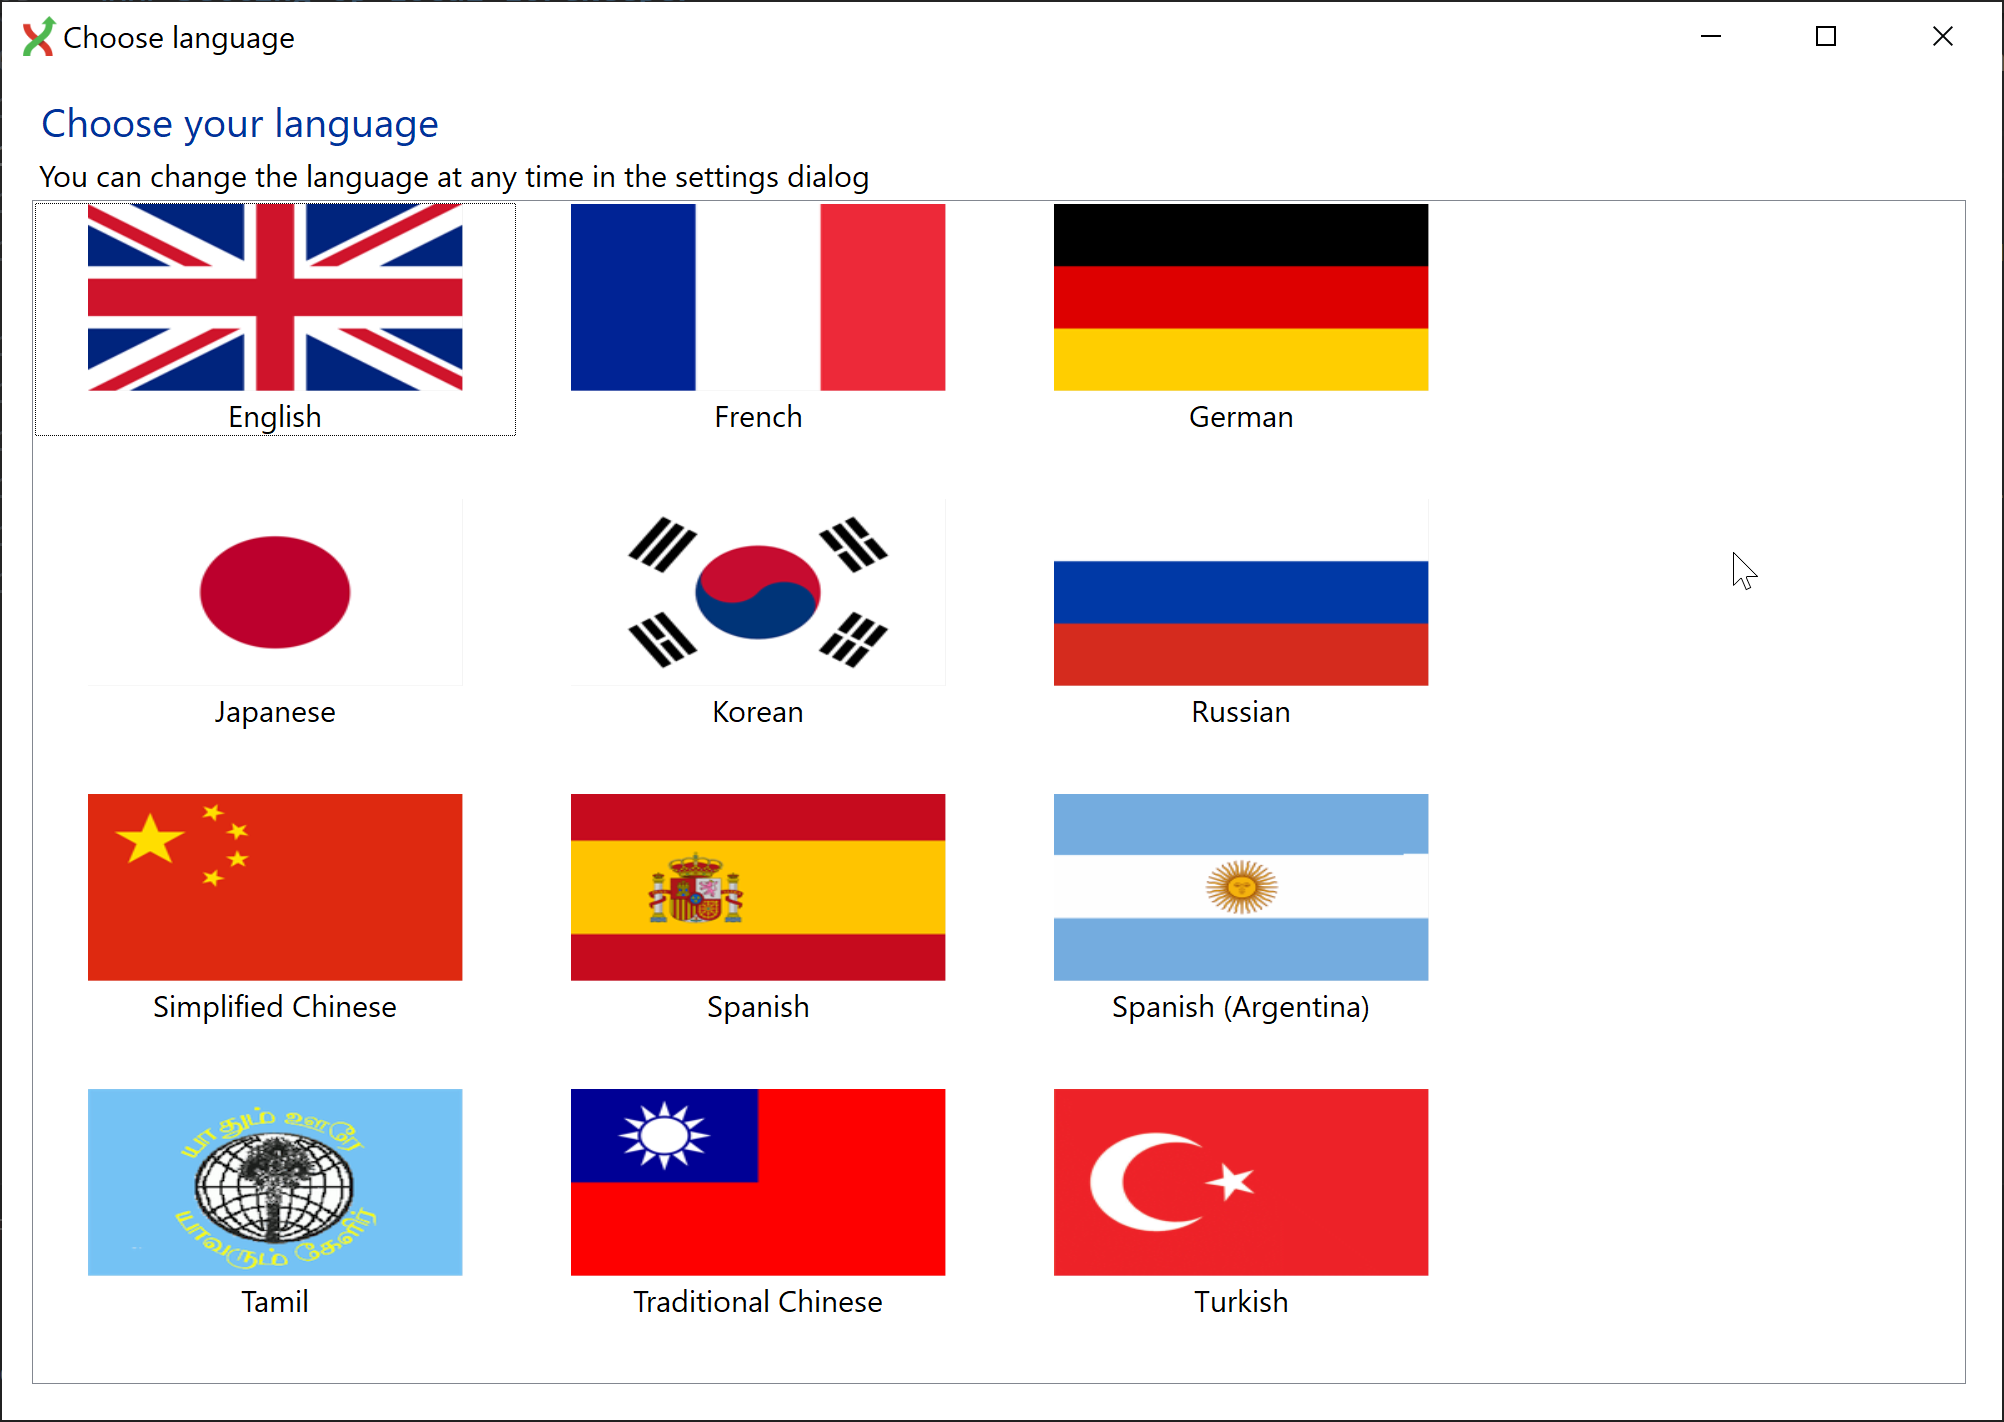 Choose language
Choose your language
You can change the language at any time in the settings dialog
English
French
German
Japanese
Korean
Russian
Simplified Chinese
Spanish
Spanish (Argentina)
யாதும் ஊரே
யாவரும் கேளிர்
Tamil
Traditional Chinese
Turkish